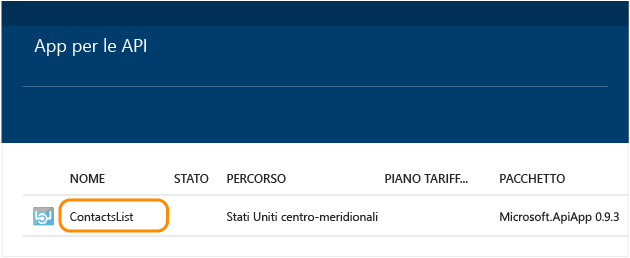 App per le API
NOME STATO PERCORSO PIANO TARIFF... PACCHETTO
ContactsList Stati Uniti centro-meridionali Microsoft.ApiApp 0.9.3